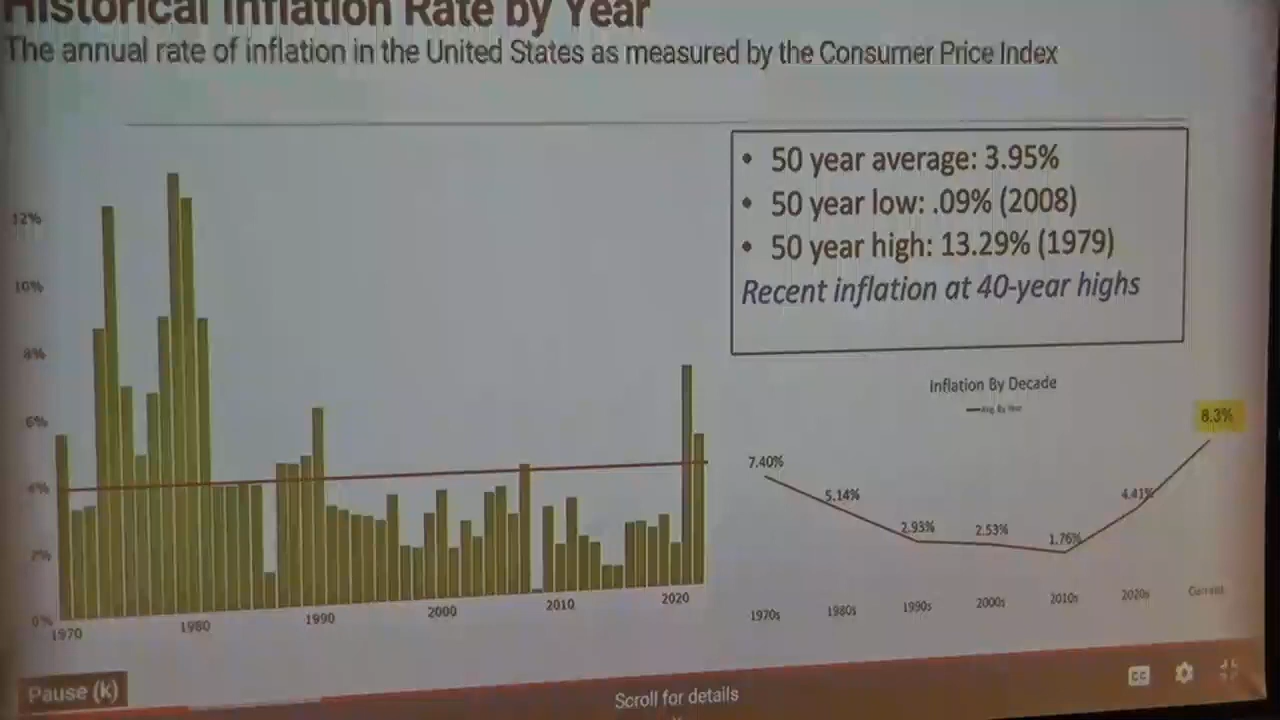 Historical Inflation Rate by Year
The annual rate of inflation in the United States as measured by the Consumer Price Index
• 50 year average: 3.95%
• 50 year low: .09% (2008)
• 50 year high: 13.29% (1979)
Recent inflation at 40-year highs
12%
10%
8%
6%
4%
2%
0%
1970
1980
1990
2000
2010
2020
Inflation By Decade
Avg. By Year
7.40%
5.14%
2.93%
2.53%
1.76%
4.41%
8.3%
1970s
1980s
1990s
2000s
2010s
2020s
Current
Pause (k)
Scroll for details
CC